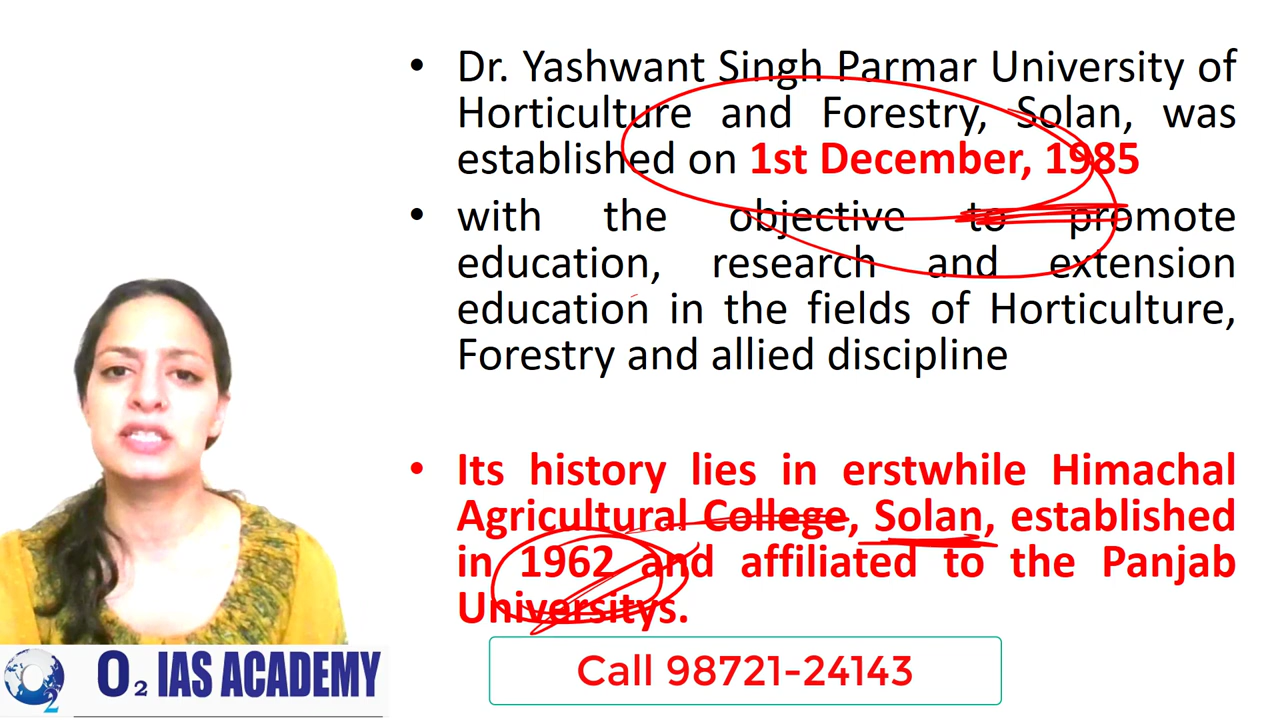 • Dr. Yashwant Singh Parmar University of
Horticulture and Forestry, Solan, was
established on 1st December, 1985
• with the objective to promote
education, research and extension
education in the fields of Horticulture,
Forestry and allied discipline
• Its history lies in erstwhile Himachal
Agricultural College, Solan, established
in 1962 and affiliated to the Panjab
Universitys.
O2 IAS ACADEMY
O2
Call 98721-24143